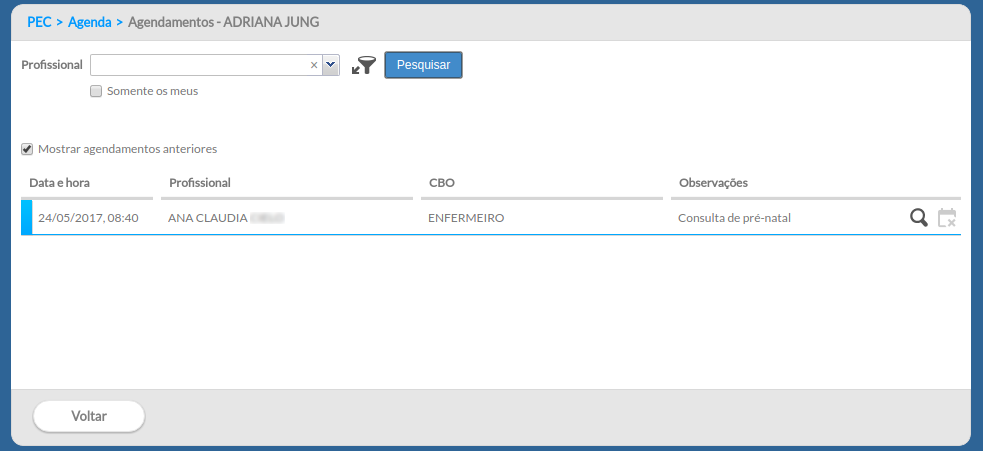 PEC > Agenda > Agendamentos - ADRIANA JUNG
Profissional × Pesquisar
Somente os meus
Mostrar agendamentos anteriores
Data e hora Profissional CBO Observações
24/05/2017, 08:40 ANA CLAUDIA ENFERMEIRO Consulta de pré-natal
Voltar